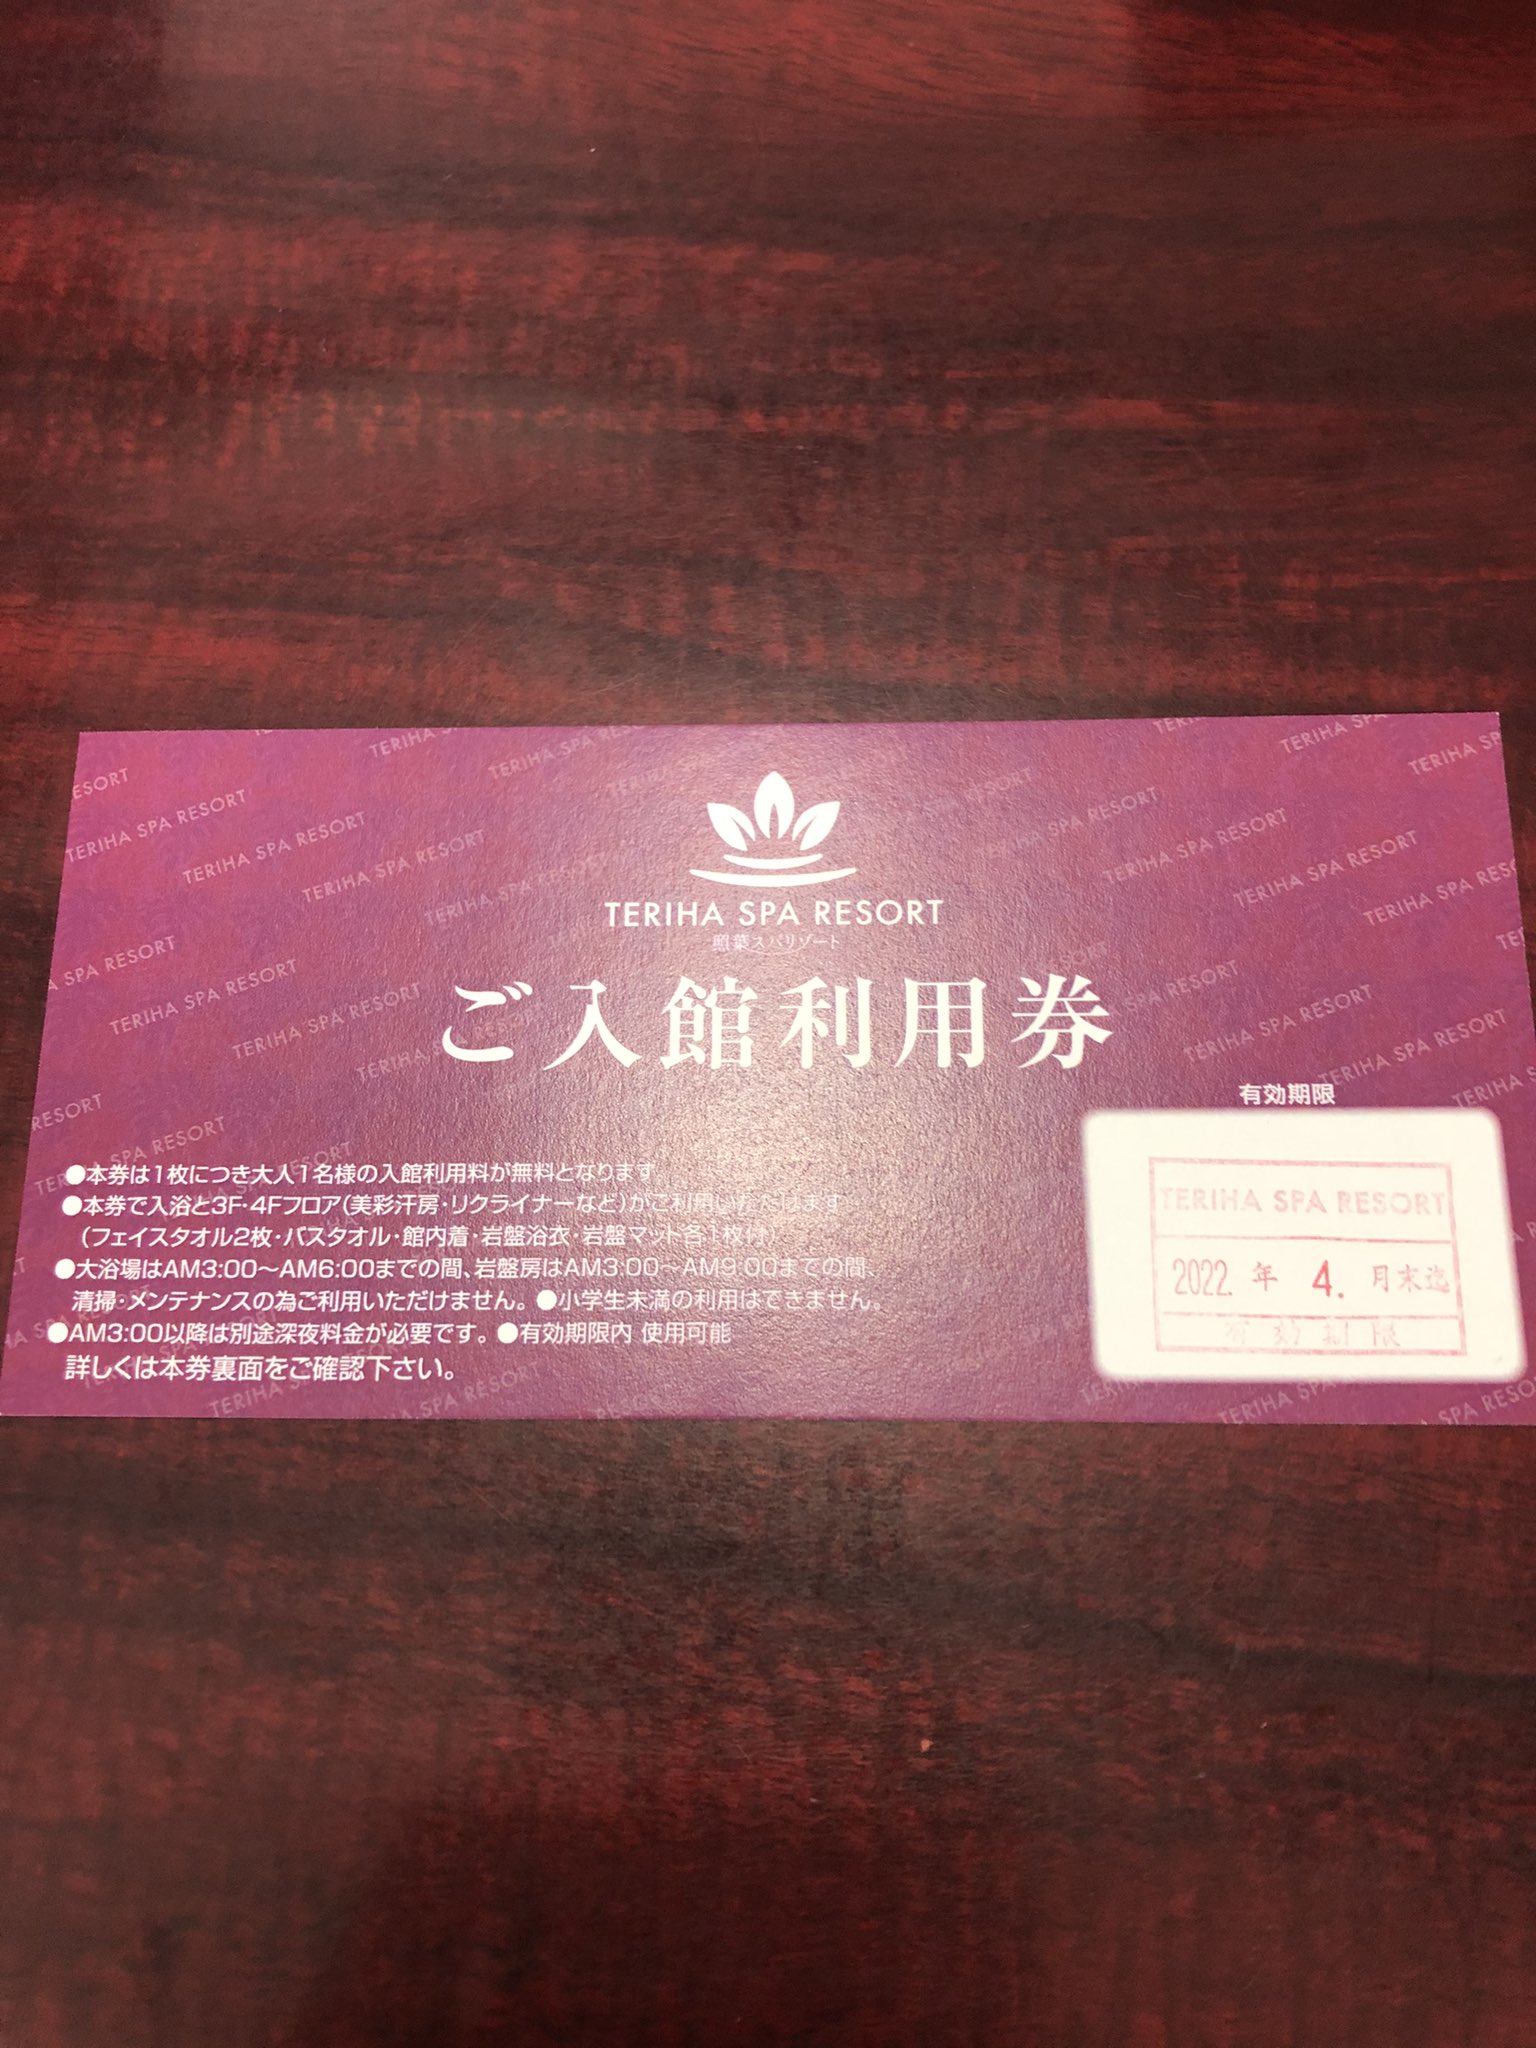 TERIHA SPA RESORT
照葉スパリゾート
ご入館利用券
有効期限
●本券は1枚につき大人1名様の入館利用料が無料となります
●本券で入浴と3F・4Fフロア(美彩汗房・リクライナーなど)がご利用いただけます
(フェイスタオル2枚・バスタオル・館内着・岩盤浴衣・岩盤マット各1枚付)
●大浴場はAM3:00〜AM6:00までの間、岩盤房はAM3:00〜AM9:00までの間、
清掃・メンテナンスの為ご利用いただけません。●小学生未満の利用はできません。
●AM3:00以降は別途深夜料金が必要です。●有効期限内 使用可能
詳しくは本券裏面をご確認下さい。
TERIHA SPA RESORT
2022. 年 4. 月末迄
有効期限